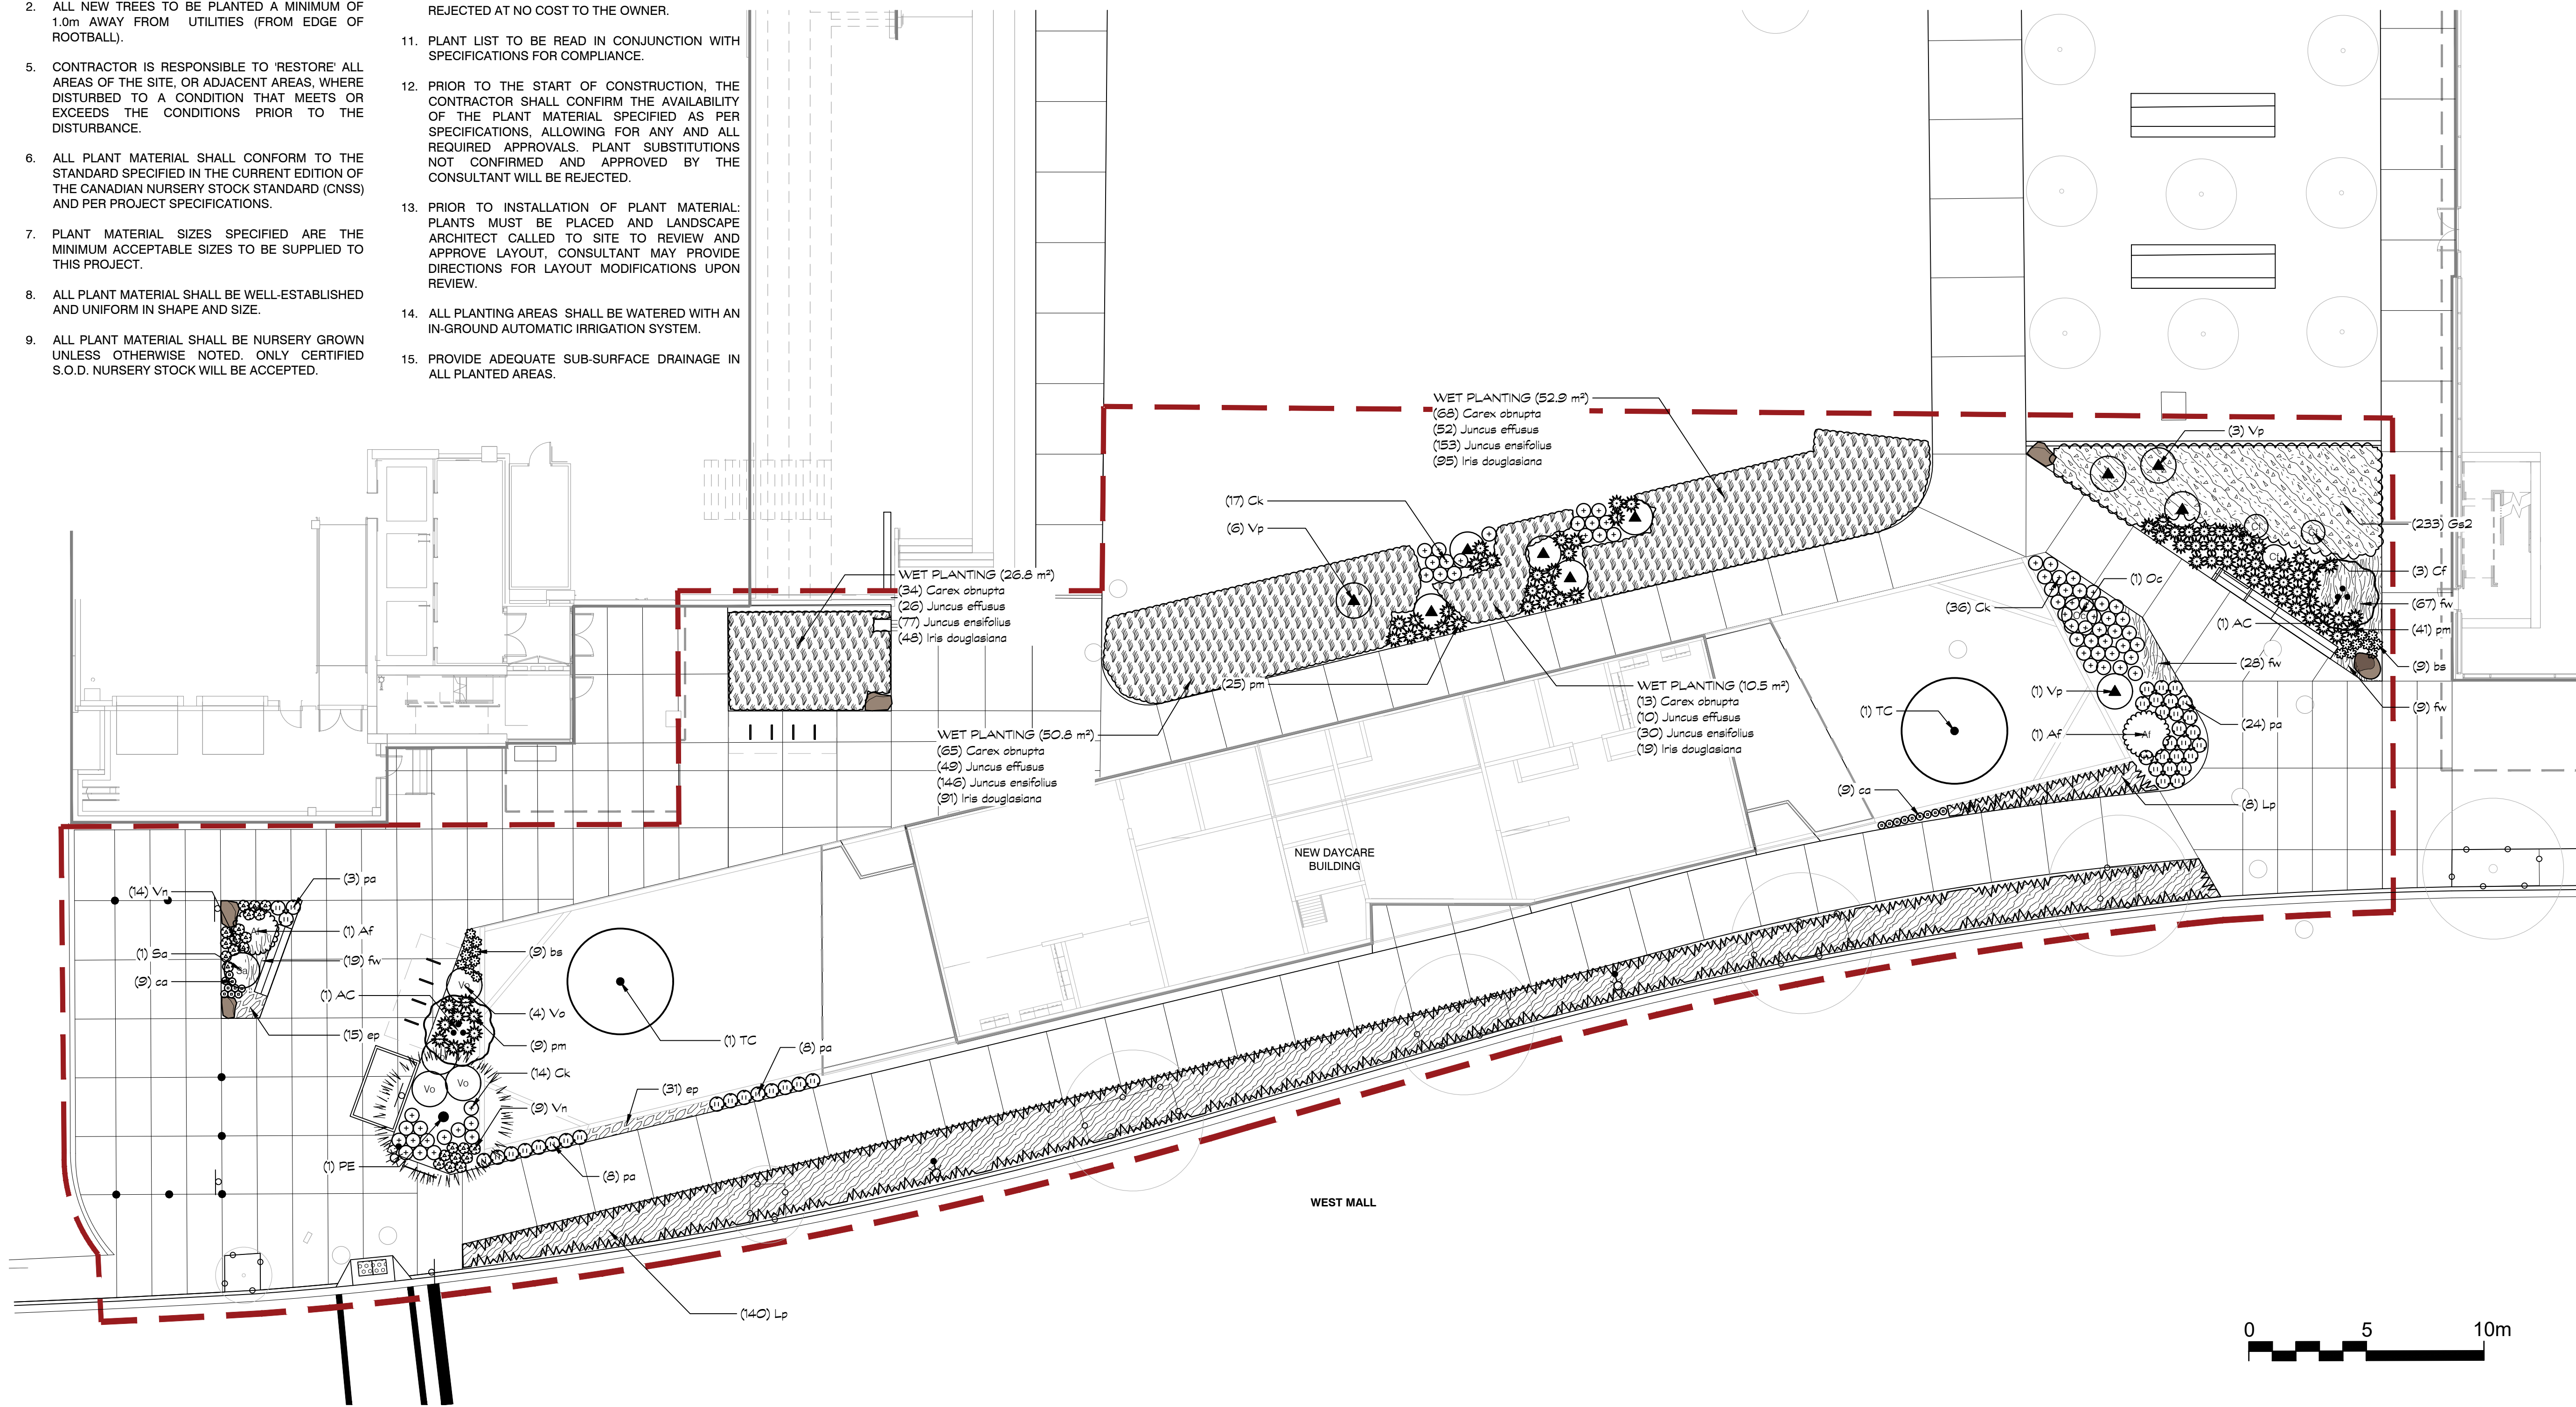 2. ALL NEW TREES TO BE PLANTED A MINIMUM OF
1.0m AWAY FROM UTILITIES (FROM EDGE OF
ROOTBALL).
5. CONTRACTOR IS RESPONSIBLE TO 'RESTORE' ALL
AREAS OF THE SITE, OR ADJACENT AREAS, WHERE
DISTURBED TO A CONDITION THAT MEETS OR
EXCEEDS THE CONDITIONS PRIOR TO THE
DISTURBANCE.
6. ALL PLANT MATERIAL SHALL CONFORM TO THE
STANDARD SPECIFIED IN THE CURRENT EDITION OF
THE CANADIAN NURSERY STOCK STANDARD (CNSS)
AND PER PROJECT SPECIFICATIONS.
7. PLANT MATERIAL SIZES SPECIFIED ARE THE
MINIMUM ACCEPTABLE SIZES TO BE SUPPLIED TO
THIS PROJECT.
8. ALL PLANT MATERIAL SHALL BE WELL-ESTABLISHED
AND UNIFORM IN SHAPE AND SIZE.
9. ALL PLANT MATERIAL SHALL BE NURSERY GROWN
UNLESS OTHERWISE NOTED. ONLY CERTIFIED
S.O.D. NURSERY STOCK WILL BE ACCEPTED.
REJECTED AT NO COST TO THE OWNER.
11. PLANT LIST TO BE READ IN CONJUNCTION WITH
SPECIFICATIONS FOR COMPLIANCE.
12. PRIOR TO THE START OF CONSTRUCTION, THE
CONTRACTOR SHALL CONFIRM THE AVAILABILITY
OF THE PLANT MATERIAL SPECIFIED AS PER
SPECIFICATIONS, ALLOWING FOR ANY AND ALL
REQUIRED APPROVALS. PLANT SUBSTITUTIONS
NOT CONFIRMED AND APPROVED BY THE
CONSULTANT WILL BE REJECTED.
13. PRIOR TO INSTALLATION OF PLANT MATERIAL:
PLANTS MUST BE PLACED AND LANDSCAPE
ARCHITECT CALLED TO SITE TO REVIEW AND
APPROVE LAYOUT, CONSULTANT MAY PROVIDE
DIRECTIONS FOR LAYOUT MODIFICATIONS UPON
REVIEW.
14. ALL PLANTING AREAS SHALL BE WATERED WITH AN
IN-GROUND AUTOMATIC IRRIGATION SYSTEM.
15. PROVIDE ADEQUATE SUB-SURFACE DRAINAGE IN
ALL PLANTED AREAS.
WET PLANTING (52.9 m²)
(68) Carex obnupta
(52) Juncus effusus
(153) Juncus ensifolius
(95) Iris douglasiana
(3) Vp
(17) Ck
(6) Vp
(233) Gs2
(3) Cf
(67) fw
(1) AC
(41) pm
(9) bs
(9) fw
(1) Oc
(36) Ck
(28) fw
(1) Vp
(24) pa
(1) Af
Af
(8) Lp
(9) ca
(1) TC
WET PLANTING (26.8 m²)
(34) Carex obnupta
(26) Juncus effusus
(77) Juncus ensifolius
(48) Iris douglasiana
(25) pm
WET PLANTING (10.5 m²)
(13) Carex obnupta
(10) Juncus effusus
(30) Juncus ensifolius
(19) Iris douglasiana
WET PLANTING (50.8 m²)
(65) Carex obnupta
(49) Juncus effusus
(146) Juncus ensifolius
(91) Iris douglasiana
NEW DAYCARE
BUILDING
(14) Vn
(3) pa
(1) Af
(1) Sa
(19) fw
(9) ca
(15) ep
(9) bs
(1) AC
(4) Vo
(9) pm
(14) Ck
(9) Vn
Vo
Vo
Vo
(1) PE
(8) pa
(31) ep
(8) pa
(1) TC
(140) Lp
WEST MALL
0 5 10m